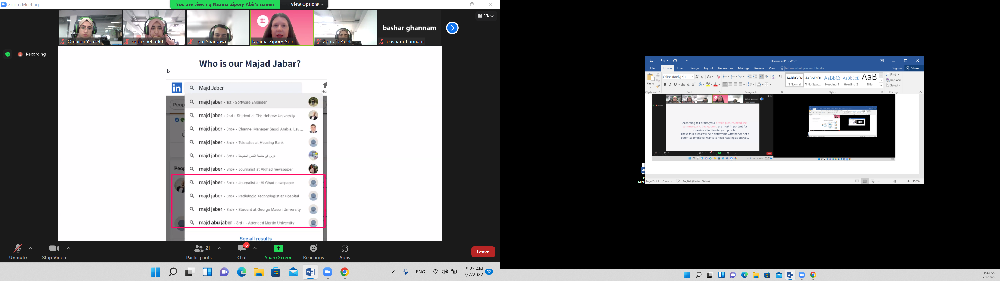 Zoom Meeting
You are viewing Naama Zipory Abir's screen
View Options
View
Omama Yousef
suha shehadeh
Luai Sharqawi
Naama Zipory Abir
Zahra'a Aqel
bashar ghannam
bashar ghannam
Recording
Who is our Majad Jabar?
in
Majd Jaber
Hor
Peop
majd jaber • 1st • Software Engineer
majd jaber • 2nd • Student at The Hebrew University
majd jaber • 3rd+ • Channel Manager Saudi Arabia, Lev...
majd jaber • 3rd+ • Telesales at Housing Bank
majd jaber • 3rd+ • درس في جامعة القدس المفتوحة
majd jaber • 3rd+ • Journalist at Alghad newspaper
Peop
majd jaber • 3rd+ • Journalist at Al Ghad newspaper
majd jaber • 3rd+ • Radiologic Technologist at Hospital
majd jaber • 3rd+ • Student at George Mason University
majd abu jaber • 3rd+ • Attended Martin University
See all results
Unmute
Stop Video
21
Participants
6
Chat
Share Screen
Reactions
Apps
Leave
ENG
9:23 AM
7/7/2022
12
Document1 - Word
File Home Insert Design Layout References Mailings Review View Tell me what you want to do... Sign in Share
Paste
Calibri (Body) 11
Clipboard Font Paragraph Styles Editing
AaBbCcDc AaBbCcDc AaBbCc AaBbCcC AaB
¶ Normal ¶ No Spac... Heading 1 Heading 2 Title
Find
Replace
Select
bashar ghannam
According to Forbes, your profile picture, headline,
summary, and background are most important for
drawing attention to your profile.
These four areas will help determine whether or not a
potential employer wants to keep reading about you.
Micr
Page 2 of 2 0 words English (United States) 150%
9:23 AM
7/7/2022